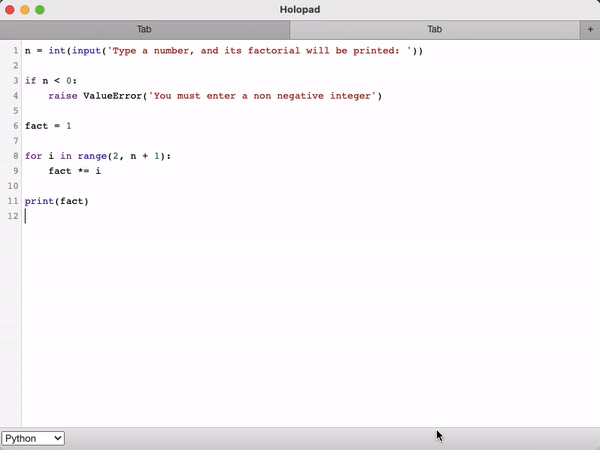 Holopad
Tab Tab +
1 n = int(input('Type a number, and its factorial will be printed: '))
2
3 if n < 0:
4     raise ValueError('You must enter a non negative integer')
5
6 fact = 1
7
8 for i in range(2, n + 1):
9     fact *= i
10
11 print(fact)
12
Python